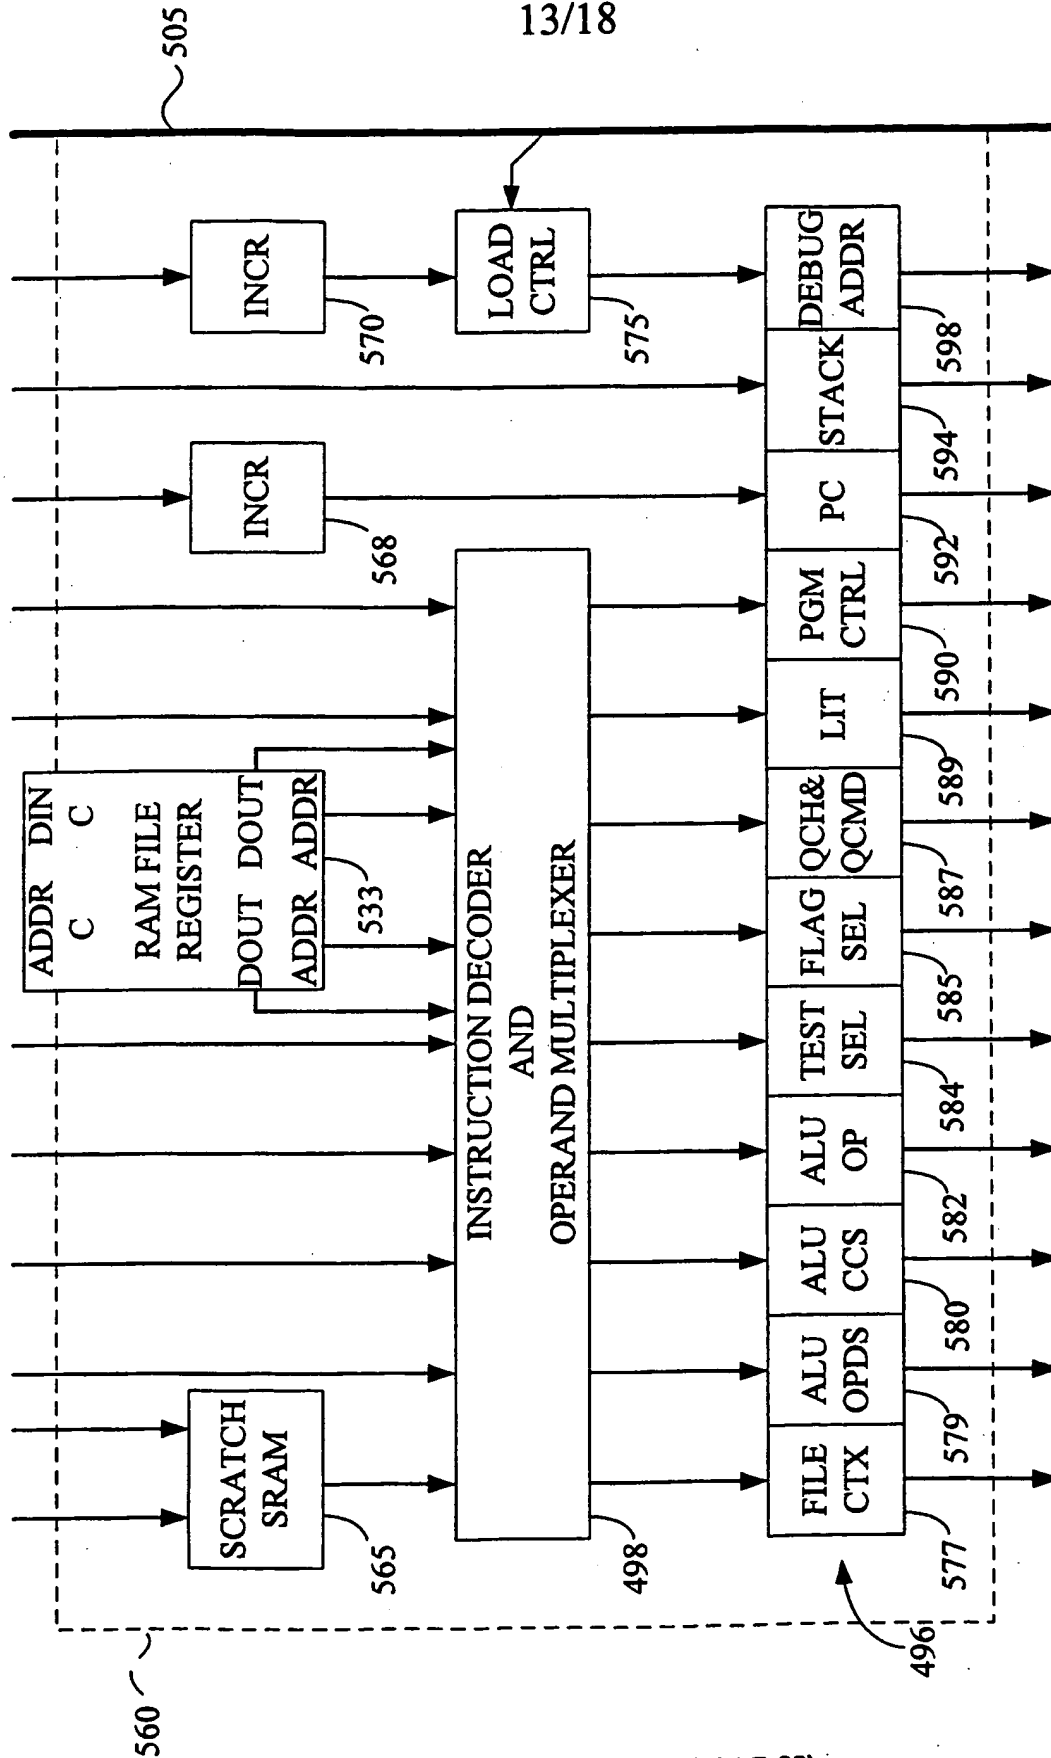 13/18
505
560
ADDR DIN
C C
RAM FILE
REGISTER
DOUT DOUT
ADDR ADDR
533
SCRATCH
SRAM
565
INCR
568
INCR
570
LOAD
CTRL
575
INSTRUCTION DECODER
AND
OPERAND MULTIPLEXER
498
FILE
CTX
577
ALU
OPDS
579
ALU
CCS
580
ALU
OP
582
TEST
SEL
584
FLAG
SEL
585
QCH&
QCMD
587
LIT
589
PGM
CTRL
590
PC
592
STACK
594
DEBUG
ADDR
598
496